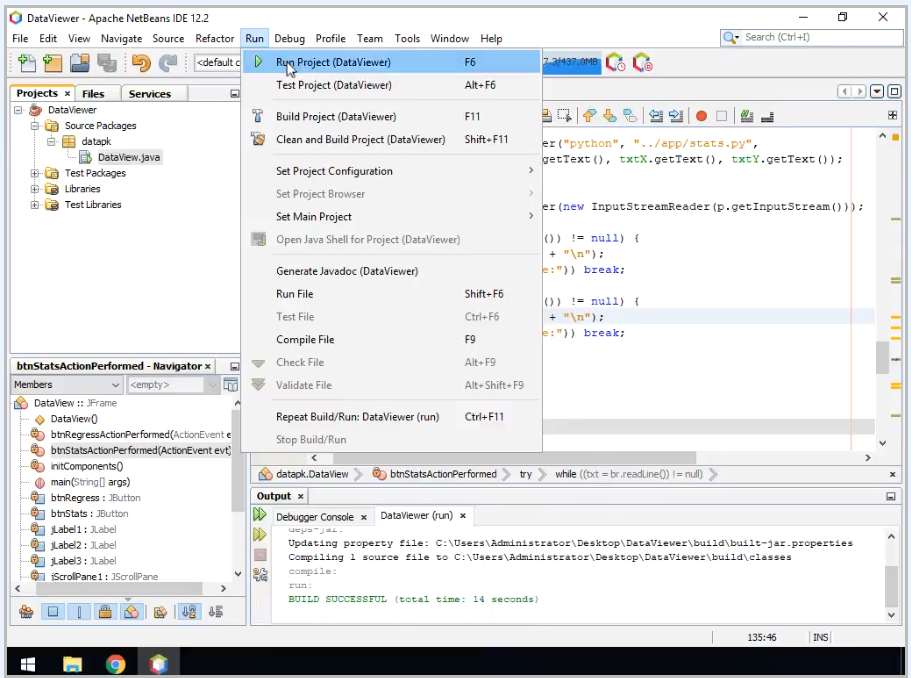 DataViewer - Apache NetBeans IDE 12.2
File Edit View Navigate Source Refactor Run Debug Profile Team Tools Window Help
Search (Ctrl+I)
<default c
7.3/437.0MB
Run Project (DataViewer) F6
Test Project (DataViewer) Alt+F6
Build Project (DataViewer) F11
Clean and Build Project (DataViewer) Shift+F11
Set Project Configuration
Set Project Browser
Set Main Project
Open Java Shell for Project (DataViewer)
Generate Javadoc (DataViewer)
Run File Shift+F6
Test File Ctrl+F6
Compile File F9
Check File Alt+F9
Validate File Alt+Shift+F9
Repeat Build/Run: DataViewer (run) Ctrl+F11
Stop Build/Run
Projects × Files Services
DataViewer
Source Packages
datapk
DataView.java
Test Packages
Libraries
Test Libraries
er("python", "../app/stats.py",
getText(), txtX.getText(), txtY.getText());
er(new InputStreamReader(p.getInputStream()));
()) != null) {
+ "\n");
e:")) break;
()) != null) {
+ "\n");
e:")) break;
btnStatsActionPerformed - Navigator ×
Members <empty>
DataView :: JFrame
DataView()
btnRegressActionPerformed(ActionEvent e
btnStatsActionPerformed(ActionEvent evt)
initComponents()
main(String[] args)
btnRegress : JButton
btnStats : JButton
jLabel1 : JLabel
jLabel2 : JLabel
jLabel3 : JLabel
jScrollPane1 : JScrollPane
datapk.DataView btnStatsActionPerformed try while ((txt = br.readLine()) != null)
Output ×
Debugger Console × DataViewer (run) ×
deps-jar:
Updating property file: C:\Users\Administrator\Desktop\DataViewer\build\built-jar.properties
Compiling 1 source file to C:\Users\Administrator\Desktop\DataViewer\build\classes
compile:
run:
BUILD SUCCESSFUL (total time: 14 seconds)
135:46 INS